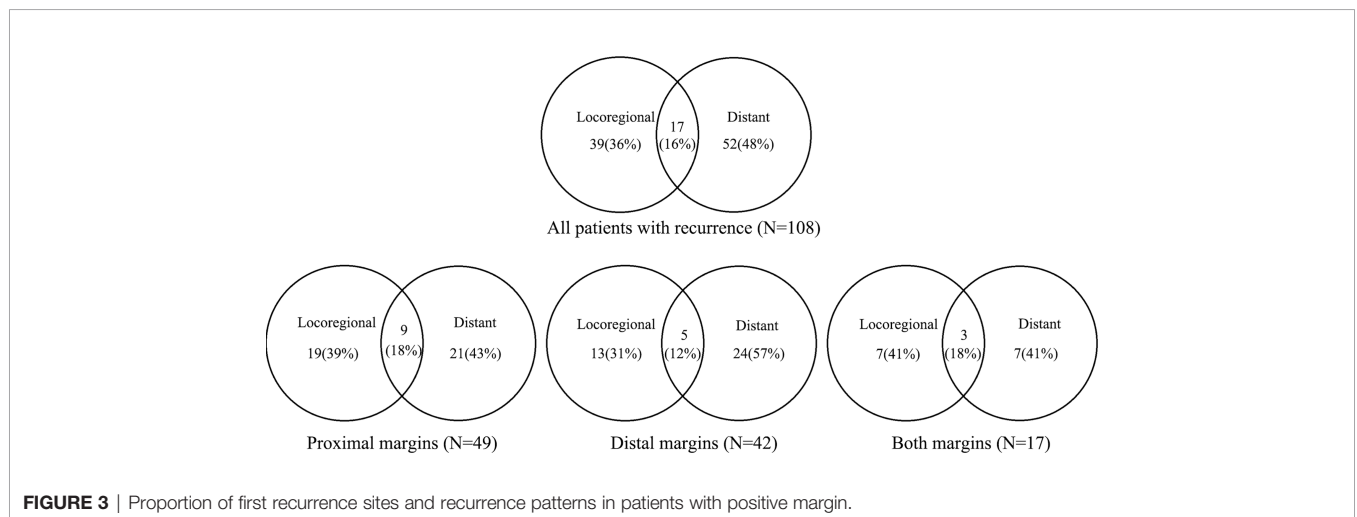 Locoregional
39(36%)
17
(16%)
Distant
52(48%)
All patients with recurrence (N=108)
Locoregional
19(39%)
9
(18%)
Distant
21(43%)
Proximal margins (N=49)
Locoregional
13(31%)
5
(12%)
Distant
24(57%)
Distal margins (N=42)
Locoregional
7(41%)
3
(18%)
Distant
7(41%)
Both margins (N=17)
FIGURE 3 | Proportion of first recurrence sites and recurrence patterns in patients with positive margin.